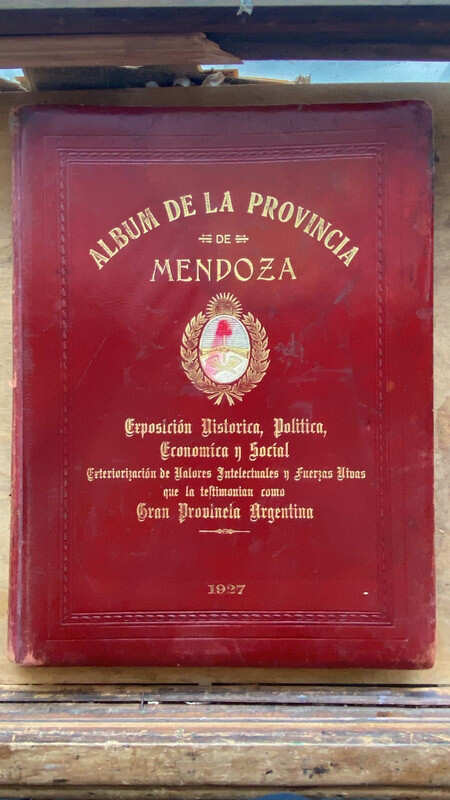 ALBUM DE LA PROVINCIA
DE
MENDOZA
Exposición Historica, Politica,
Economica y Social
Exteriorización de Valores Intelectuales y Fuerzas Vivas
que la testimonian como
Gran Provincia Argentina
1927